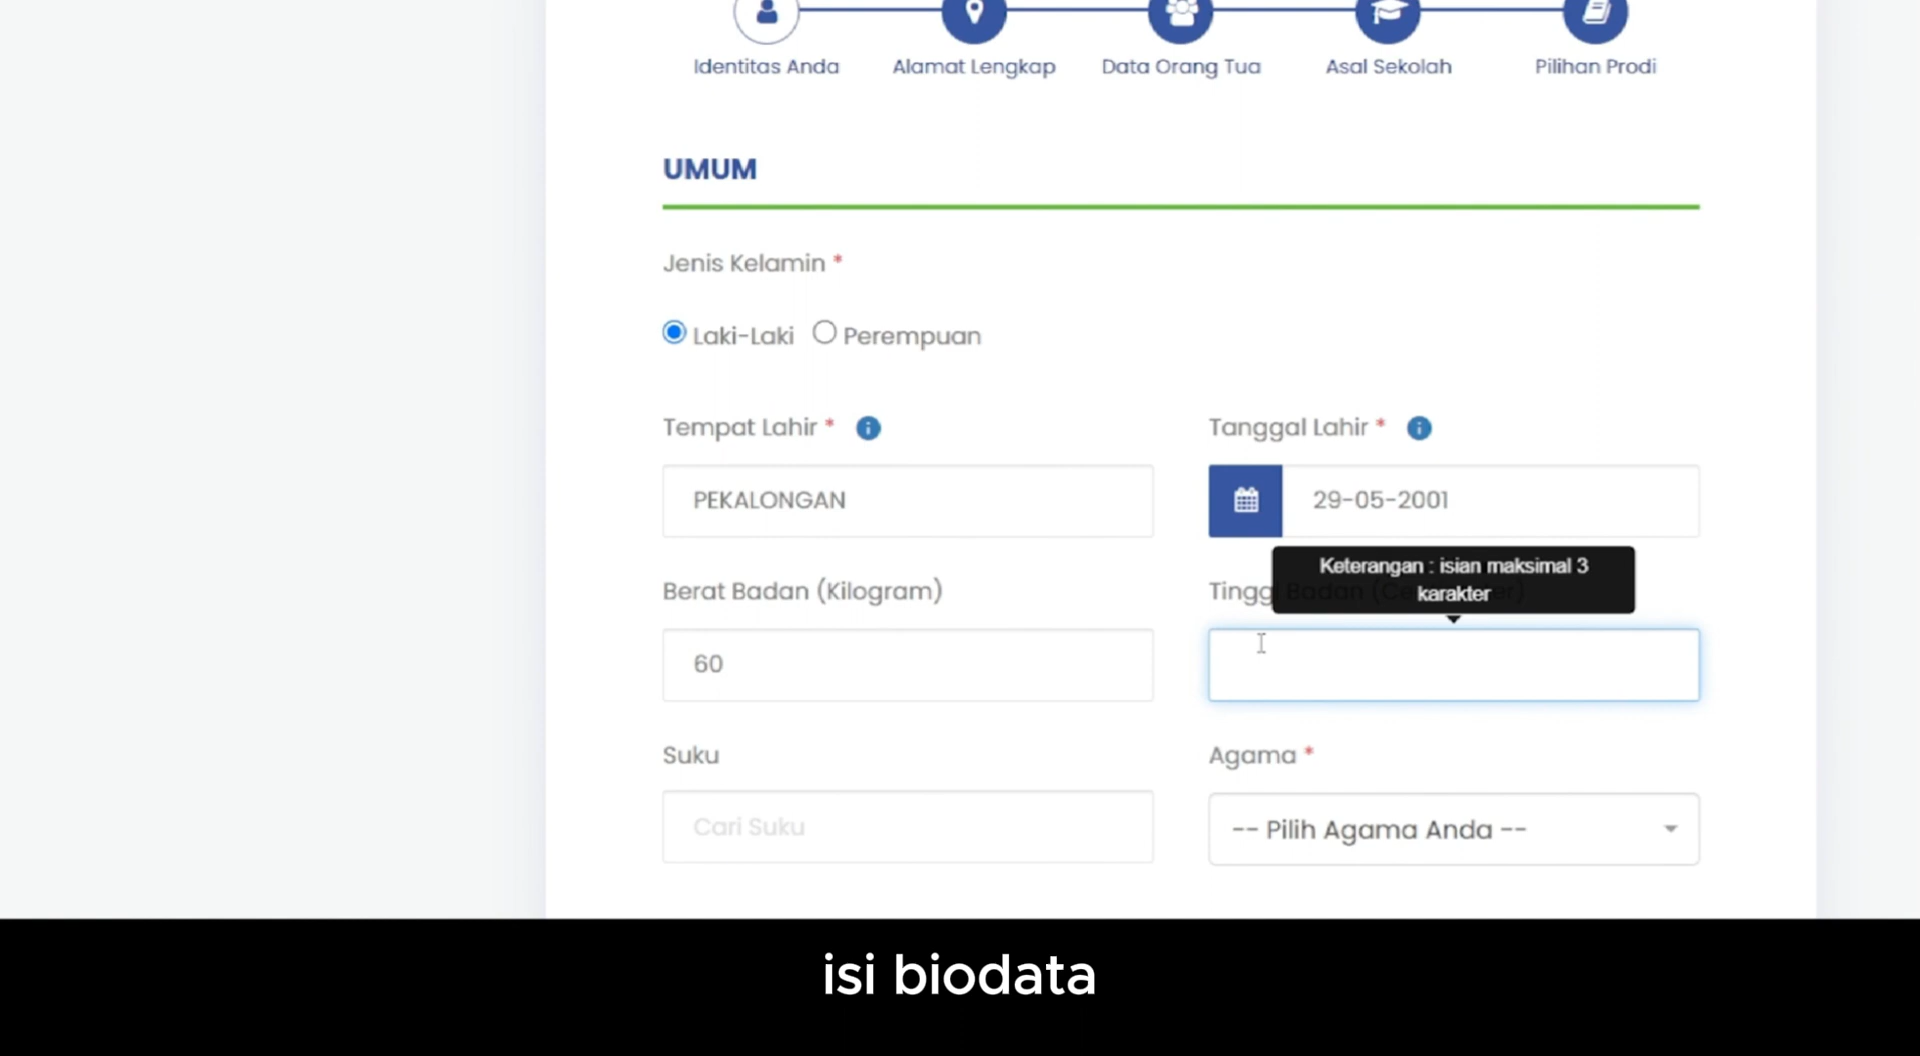 Identitas Anda
Alamat Lengkap
Data Orang Tua
Asal Sekolah
Pilihan Prodi
UMUM
Jenis Kelamin *
Laki-Laki
Perempuan
Tempat Lahir *
Tanggal Lahir *
PEKALONGAN
29-05-2001
Keterangan : isian maksimal 3
karakter
Berat Badan (Kilogram)
Tinggi Badan
60
Suku
Agama *
Cari Suku
-- Pilih Agama Anda --
isi biodata